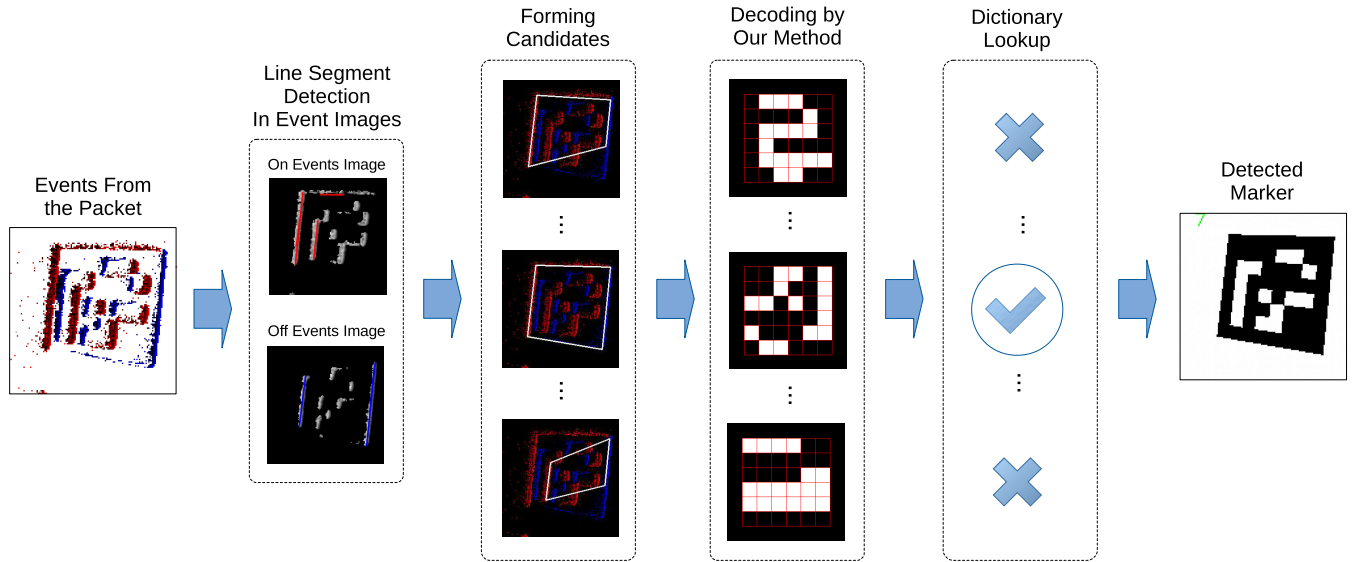 Events From
the Packet
Line Segment
Detection
In Event Images
On Events Image
Off Events Image
Forming
Candidates
...
...
Decoding by
Our Method
...
...
Dictionary
Lookup
...
...
Detected
Marker
7